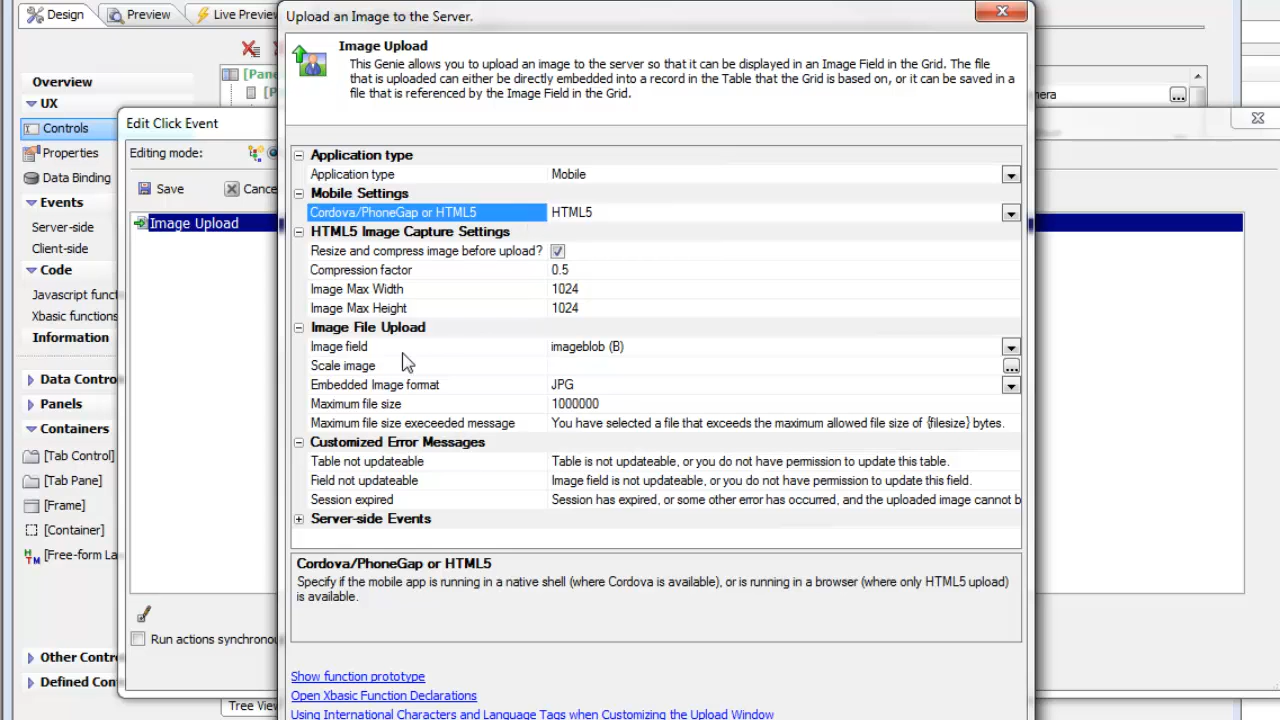 Design
Preview
Live Preview
Upload an Image to the Server.
Image Upload
This Genie allows you to upload an image to the server so that it can be displayed in an Image Field in the Grid. The file
that is uploaded can either be directly embedded into a record in the Table that the Grid is based on, or it can be saved in a
file that is referenced by the Image Field in the Grid.
Overview
UX
Controls
Properties
Data Binding
Events
Server-side
Client-side
Code
Javascript funct
Xbasic functions
Information
Data Contro
Panels
Containers
[Tab Control]
[Tab Pane]
[Frame]
[Container]
[Free-form La
Other Contr
Defined Con
[Pane
[P
Edit Click Event
Editing mode:
Save
Cance
Image Upload
Run actions synchronou
Tree View
Application type
Application type Mobile
Mobile Settings
Cordova/PhoneGap or HTML5 HTML5
HTML5 Image Capture Settings
Resize and compress image before upload?
Compression factor 0.5
Image Max Width 1024
Image Max Height 1024
Image File Upload
Image field imageblob (B)
Scale image
Embedded Image format JPG
Maximum file size 1000000
Maximum file size execeeded message You have selected a file that exceeds the maximum allowed file size of {filesize} bytes.
Customized Error Messages
Table not updateable Table is not updateable, or you do not have permission to update this table.
Field not updateable Image field is not updateable, or you do not have permission to update this field.
Session expired Session has expired, or some other error has occurred, and the uploaded image cannot b
Server-side Events
Cordova/PhoneGap or HTML5
Specify if the mobile app is running in a native shell (where Cordova is available), or is running in a browser (where only HTML5 upload)
is available.
Show function prototype
Open Xbasic Function Declarations
Using International Characters and Language Tags when Customizing the Upload Window
mera
...
...